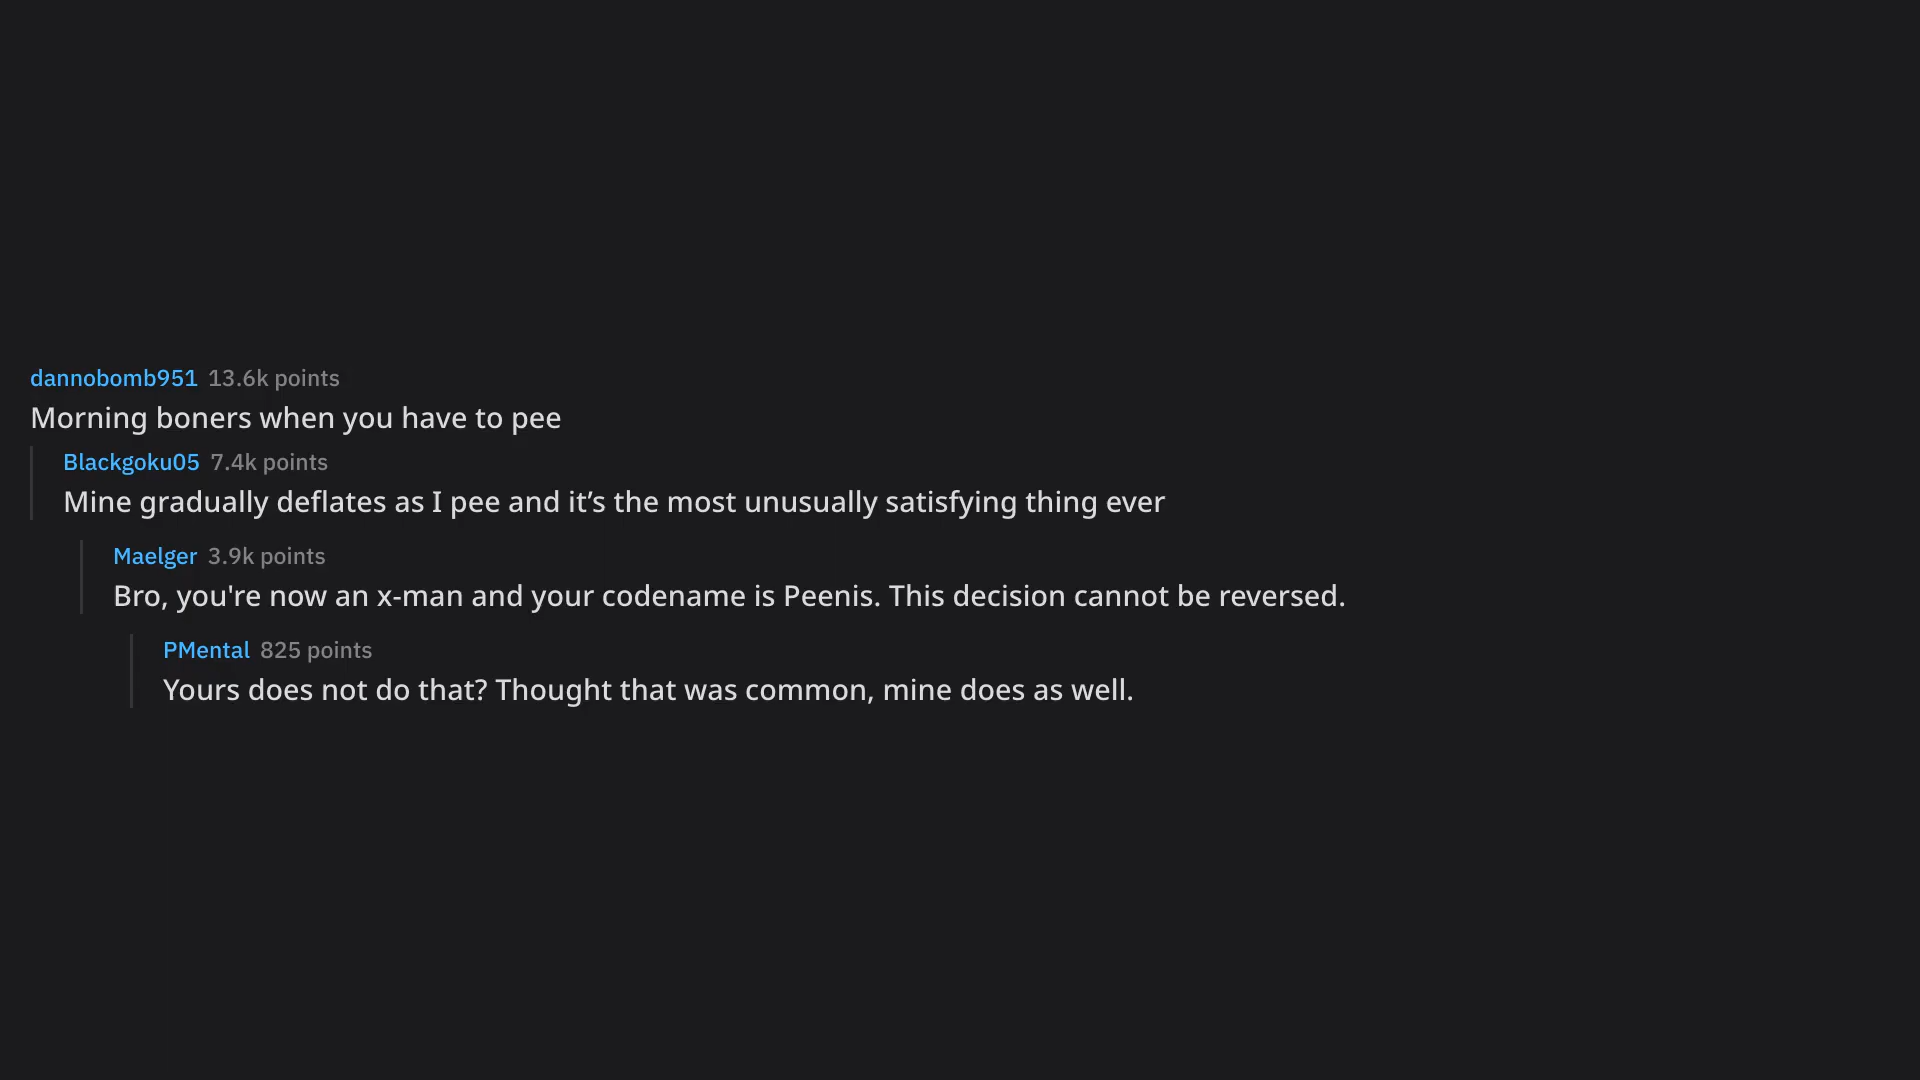 dannobomb951 13.6k points
Morning boners when you have to pee
Blackgoku05 7.4k points
Mine gradually deflates as I pee and it’s the most unusually satisfying thing ever
Maelger 3.9k points
Bro, you're now an x-man and your codename is Peenis. This decision cannot be reversed.
PMental 825 points
Yours does not do that? Thought that was common, mine does as well.